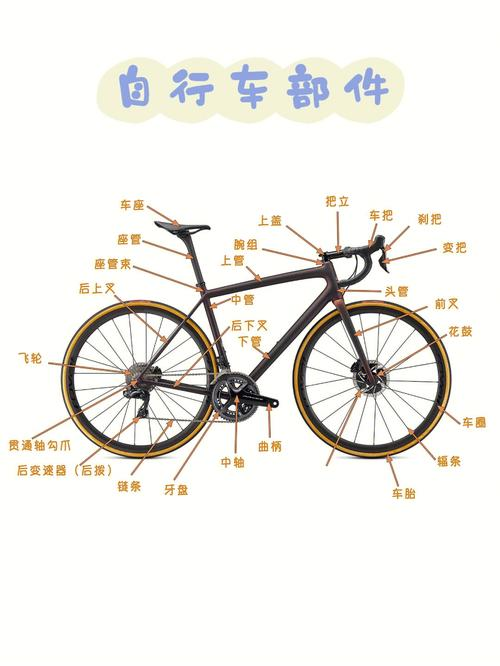 自行车部件
车座
把立
上盖
车把
刹把
座管
腕组
变把
座管束
上管
后上叉
头管
中管
前叉
后下叉
花鼓
下管
飞轮
车圈
贯通轴勾爪
曲柄
中轴
辐条
后变速器（后拨）
链条
牙盘
车胎